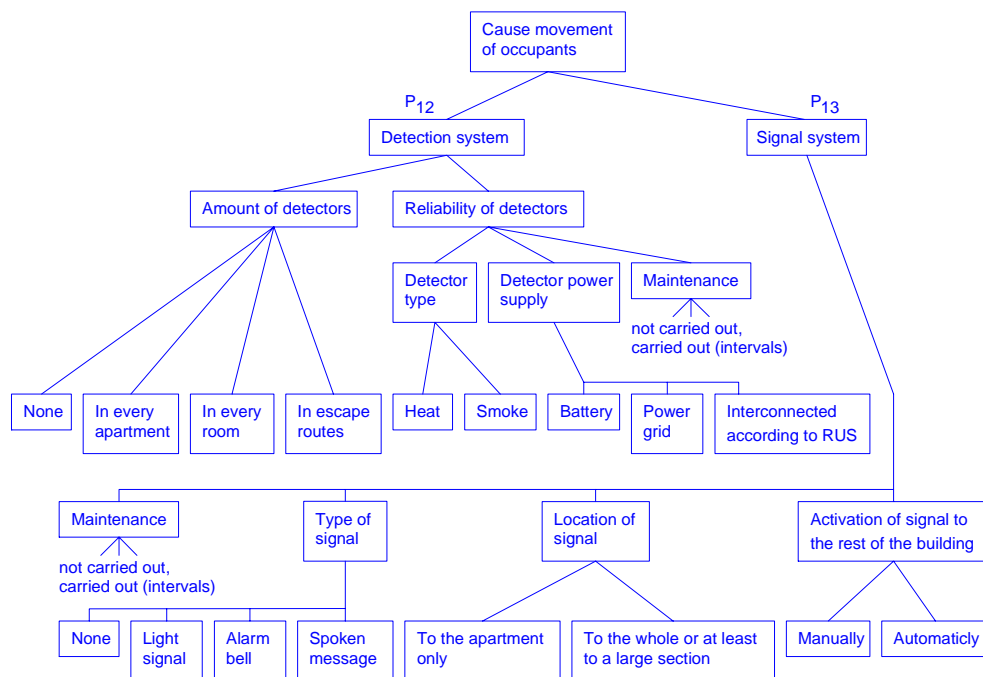 Cause movement
of occupants
P12
P13
Detection system
Signal system
Amount of detectors
Reliability of detectors
Detector
type
Detector power
supply
Maintenance
not carried out,
carried out (intervals)
None
In every
apartment
In every
room
In escape
routes
Heat
Smoke
Battery
Power
grid
Interconnected
according to RUS
Maintenance
not carried out,
carried out (intervals)
Type of
signal
Location of
signal
Activation of signal to
the rest of the building
None
Light
signal
Alarm
bell
Spoken
message
To the apartment
only
To the whole or at least
to a large section
Manually
Automaticly